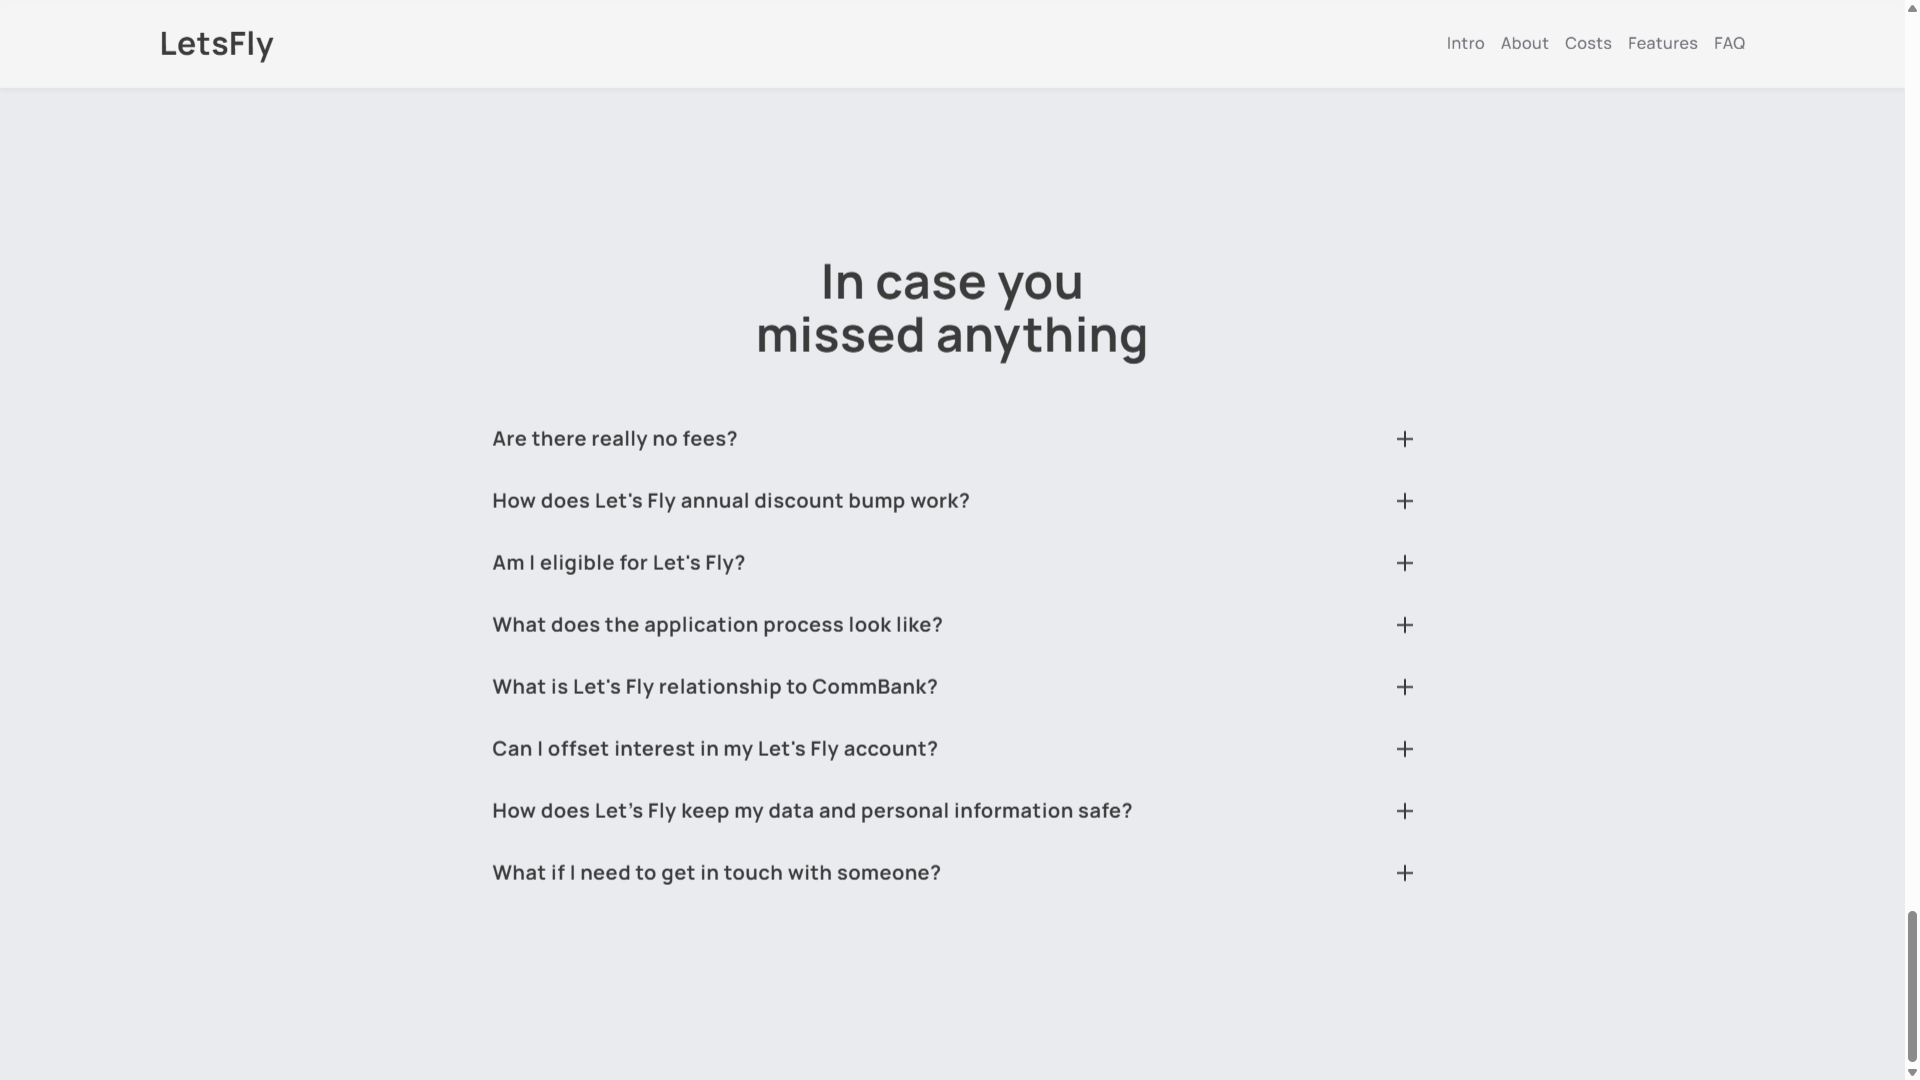 LetsFly
Intro
About
Costs
Features
FAQ
In case you
missed anything
Are there really no fees?
How does Let's Fly annual discount bump work?
Am I eligible for Let's Fly?
What does the application process look like?
What is Let's Fly relationship to CommBank?
Can I offset interest in my Let's Fly account?
How does Let’s Fly keep my data and personal information safe?
What if I need to get in touch with someone?